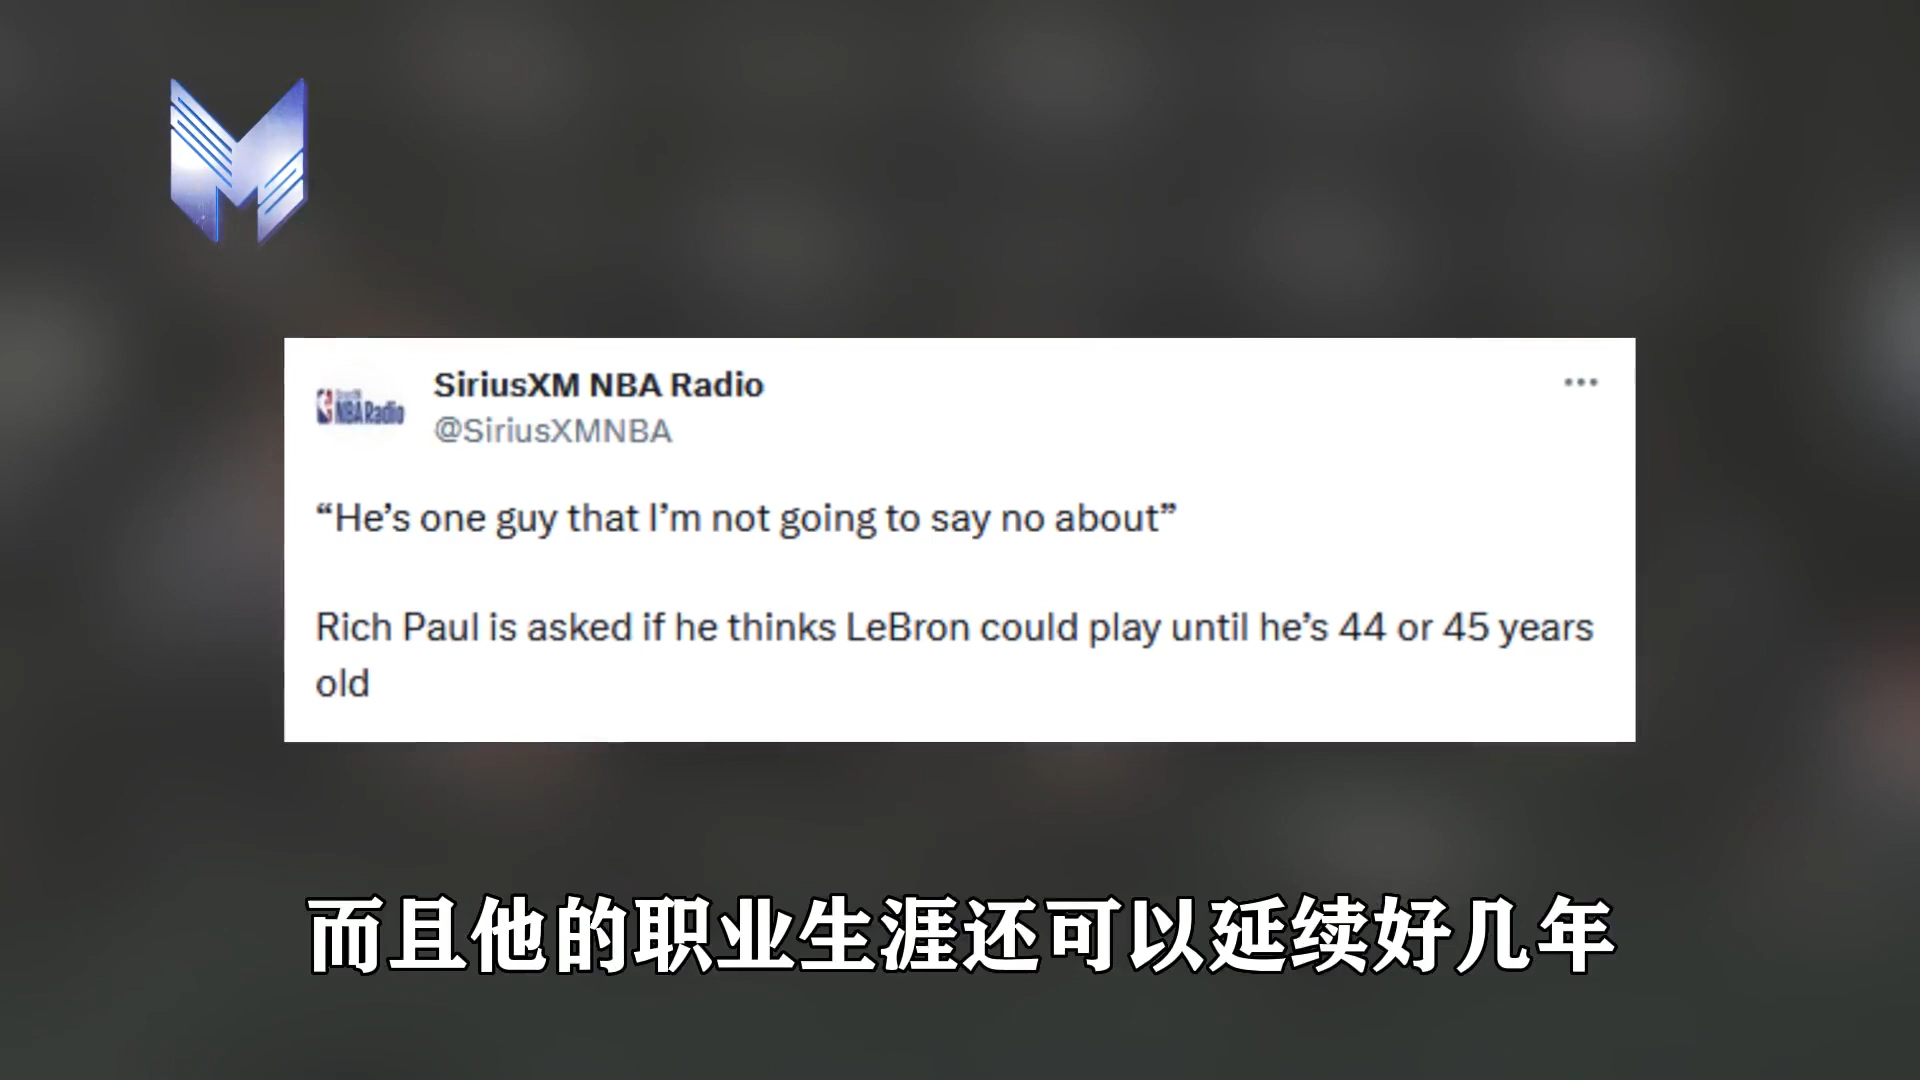 SiriusXM NBA Radio
NBA Radio
@SiriusXMNBA
“He’s one guy that I’m not going to say no about”
Rich Paul is asked if he thinks LeBron could play until he’s 44 or 45 years
old
而且他的职业生涯还可以延续好几年